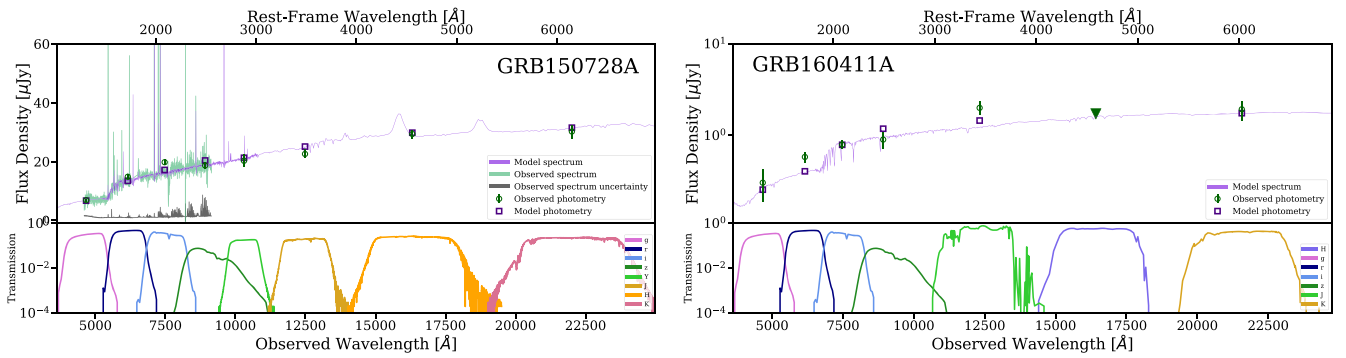 Rest-Frame Wavelength [Å]
2000 3000 4000 5000 6000
Flux Density [μJy]
60
40
20
0
GRB150728A
Model spectrum
Observed spectrum
Observed spectrum uncertainty
Observed photometry
Model photometry
Transmission
10⁰
10⁻²
10⁻⁴
g
r
i
z
Y
J
H
K
5000 7500 10000 12500 15000 17500 20000 22500
Observed Wavelength [Å]
Rest-Frame Wavelength [Å]
2000 3000 4000 5000 6000
Flux Density [μJy]
10¹
10⁰
GRB160411A
Model spectrum
Observed photometry
Model photometry
Transmission
10⁰
10⁻²
10⁻⁴
H
g
r
i
z
J
K
5000 7500 10000 12500 15000 17500 20000 22500
Observed Wavelength [Å]